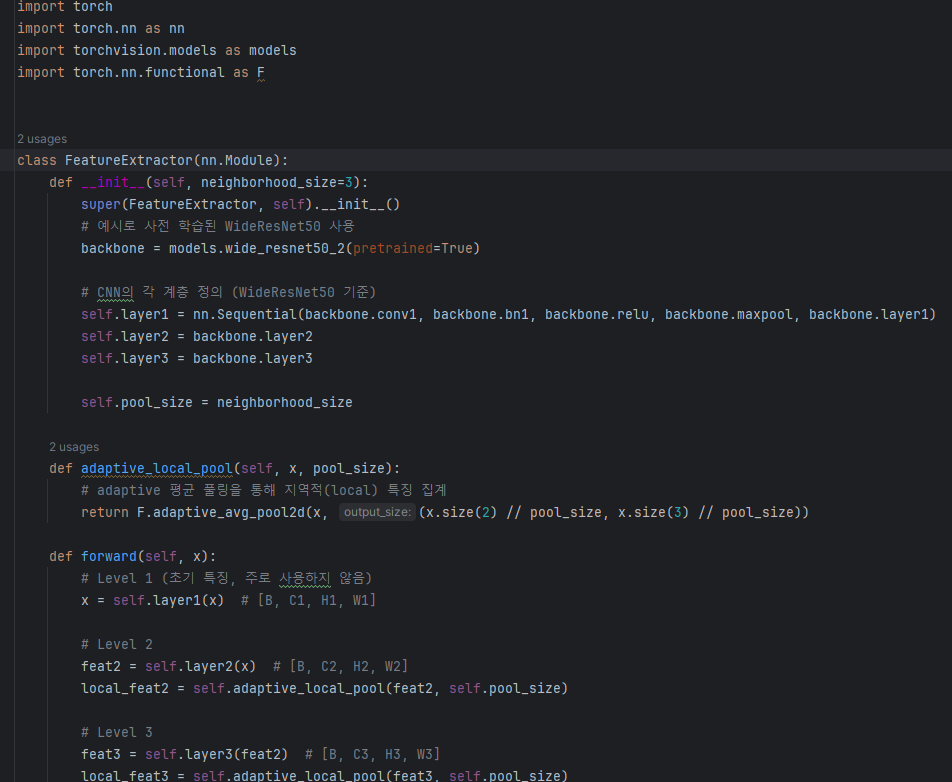 import torch
import torch.nn as nn
import torchvision.models as models
import torch.nn.functional as F
2 usages
class FeatureExtractor(nn.Module):
    def __init__(self, neighborhood_size=3):
        super(FeatureExtractor, self).__init__()
        # 예시로 사전 학습된 WideResNet50 사용
        backbone = models.wide_resnet50_2(pretrained=True)
        # CNN의 각 계층 정의 (WideResNet50 기준)
        self.layer1 = nn.Sequential(backbone.conv1, backbone.bn1, backbone.relu, backbone.maxpool, backbone.layer1)
        self.layer2 = backbone.layer2
        self.layer3 = backbone.layer3
        self.pool_size = neighborhood_size
    2 usages
    def adaptive_local_pool(self, x, pool_size):
        # adaptive 평균 풀링을 통해 지역적(local) 특징 집계
        return F.adaptive_avg_pool2d(x, output_size: (x.size(2) // pool_size, x.size(3) // pool_size))
    def forward(self, x):
        # Level 1 (초기 특징, 주로 사용하지 않음)
        x = self.layer1(x)  # [B, C1, H1, W1]
        # Level 2
        feat2 = self.layer2(x)  # [B, C2, H2, W2]
        local_feat2 = self.adaptive_local_pool(feat2, self.pool_size)
        # Level 3
        feat3 = self.layer3(feat2)  # [B, C3, H3, W3]
        local_feat3 = self.adaptive_local_pool(feat3, self.pool_size)